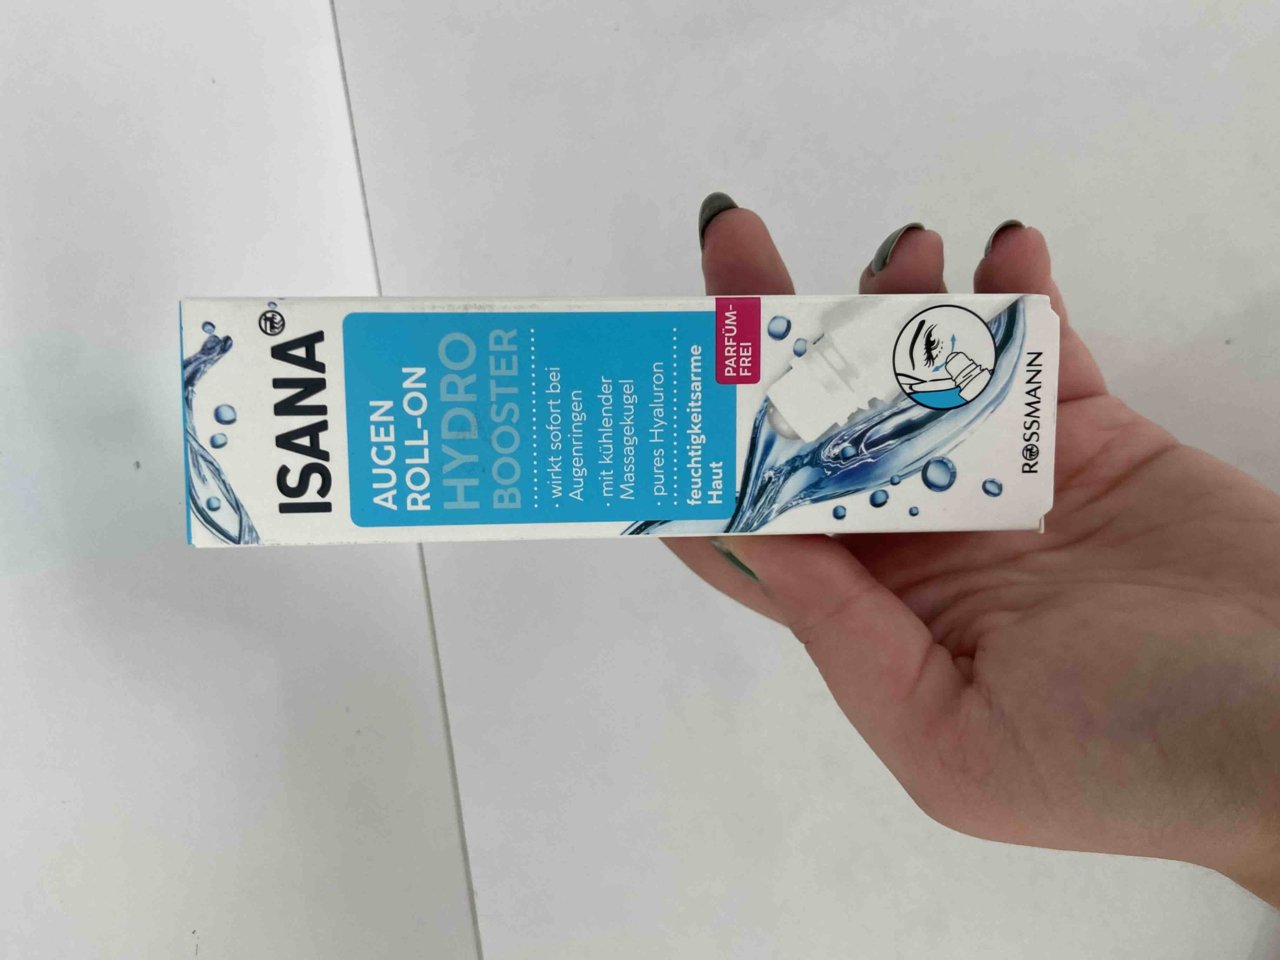 ISANA
AUGEN
ROLL-ON
HYDRO
BOOSTER
· wirkt sofort bei
Augenringen
· mit kühlender
Massagekugel
· pures Hyaluron
feuchtigkeitsarme
Haut
PARFÜM-
FREI
ROSSMANN